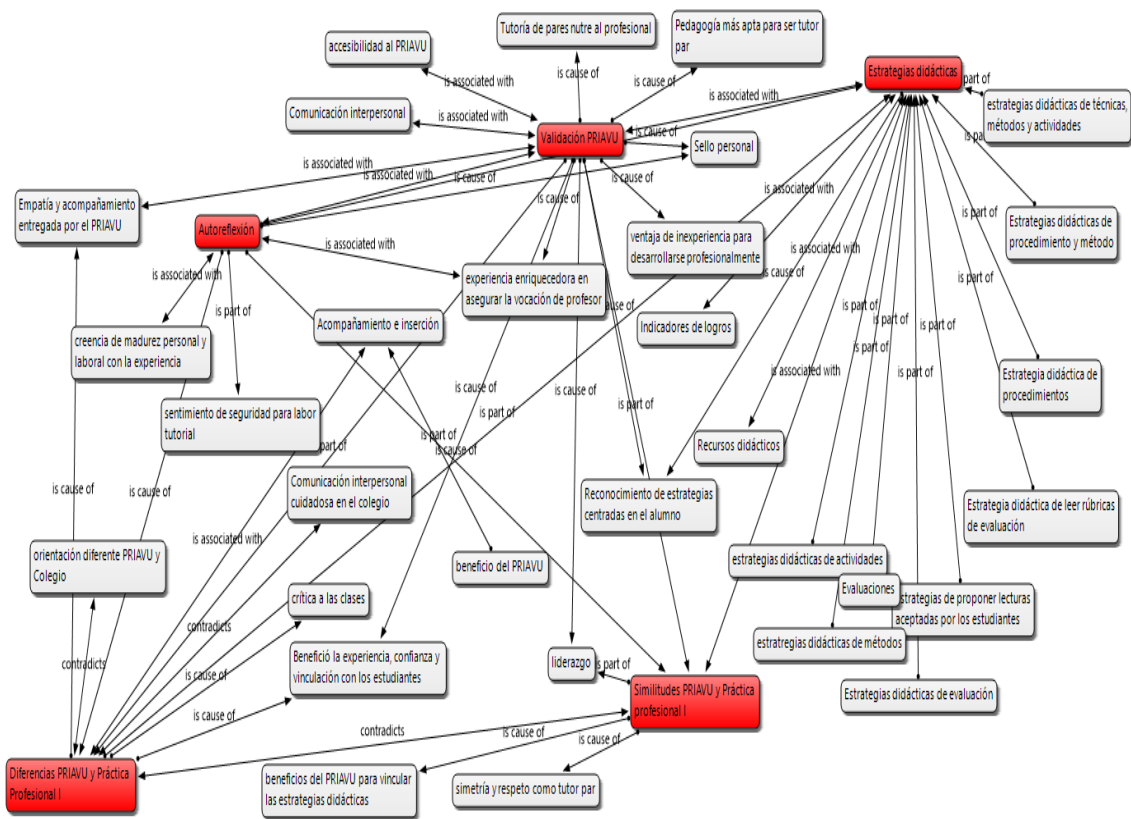 Tutoría de pares nutre al profesional
Pedagogía más apta para ser tutor
par
accesibilidad al PRIAVU
Estrategias didácticas
part of
is associated with
is cause of
is cause of
estrategias didácticas de técnicas,
métodos y actividades
Comunicación interpersonal
is associated with
is associated with
Validación PRIAVU
is cause of
Sello personal
is associated with
is associated with
is cause of
is cause of
Empatía y acompañamiento
entregada por el PRIAVU
Autoreflexión
is cause of
is associated with
is part of
Estrategias didácticas de
procedimiento y método
ventaja de inexperiencia para
desarrollarse profesionalmente
is associated with
is associated with
experiencia enriquecedora en
asegurar la vocación de profesor
is cause of
is part of
is associated with
is part of
Acompañamiento e inserción
Indicadores de logros
creencia de madurez personal y
laboral con la experiencia
is part of
is part of
is part of
is part of
is associated with
is cause of
is cause of
is part of
is part of
Estrategia didáctica de
procedimientos
sentimiento de seguridad para labor
tutorial
is part of
is cause of
part of
Recursos didácticos
Comunicación interpersonal
cuidadosa en el colegio
Reconocimiento de estrategias
centradas en el alumno
is cause of
is cause of
Estrategia didáctica de leer rúbricas
de evaluación
is associated with
orientación diferente PRIAVU y
Colegio
beneficio del PRIAVU
estrategias didácticas de actividades
crítica a las clases
Evaluaciones
strategias de proponer lecturas
aceptadas por los estudiantes
contradicts
contradicts
is cause of
Benefició la experiencia, confianza y
vinculación con los estudiantes
estratregias didácticas de métodos
liderazgo
is part of
Similitudes PRIAVU y Práctica
profesional I
Estrategias didácticas de evaluación
is cause of
contradicts
is cause of
is cause of
Diferencias PRIAVU y Práctica
Profesional I
beneficios del PRIAVU para vincular
las estrategias didácticas
simetría y respeto como tutor par